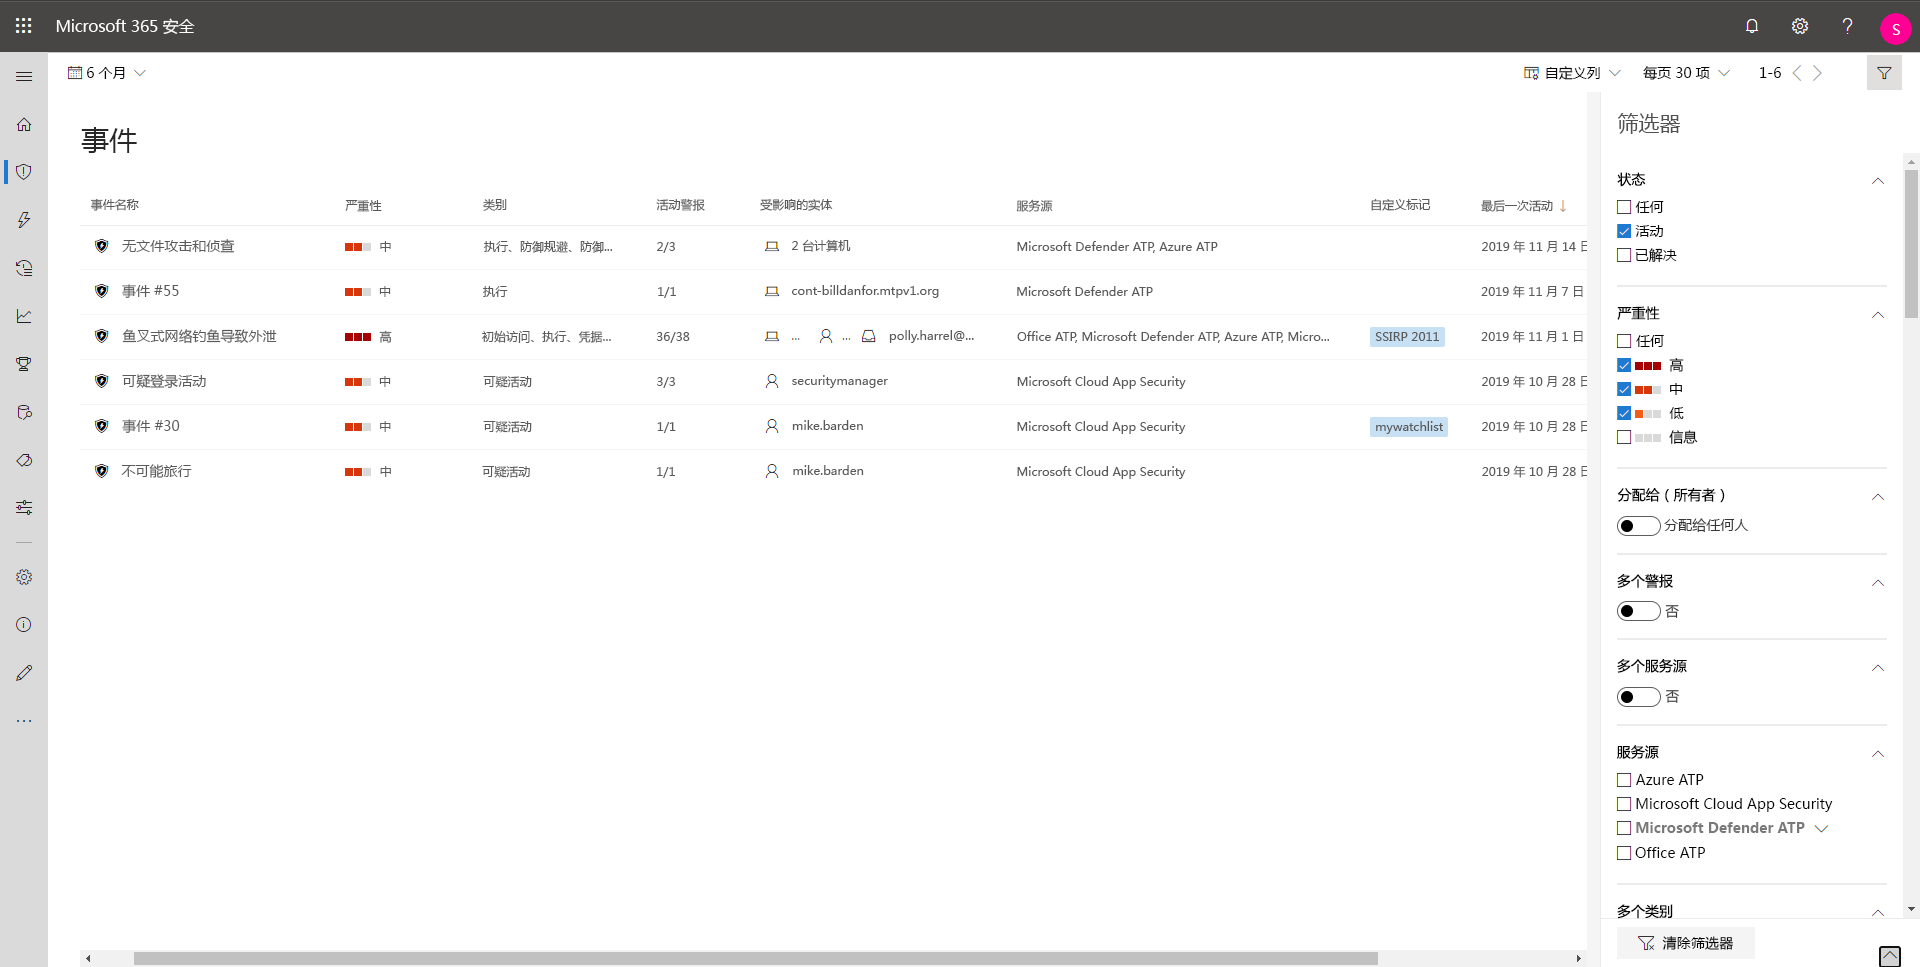 Microsoft 365 安全
S
6 个月
自定义列
每页 30 项
1-6
事件
事件名称 严重性 类别 活动警报 受影响的实体 服务源 自定义标记 最后一次活动 ↓
无文件攻击和侦查 中 执行、防御规避、防御... 2/3 2 台计算机 Microsoft Defender ATP, Azure ATP 2019 年 11 月 14 日
事件 #55 中 执行 1/1 cont-billdanfor.mtpv1.org Microsoft Defender ATP 2019 年 11 月 7 日
鱼叉式网络钓鱼导致外泄 高 初始访问、执行、凭据... 36/38 ... ... polly.harrel@... Office ATP, Microsoft Defender ATP, Azure ATP, Micro... SSIRP 2011 2019 年 11 月 1 日
可疑登录活动 中 可疑活动 3/3 securitymanager Microsoft Cloud App Security 2019 年 10 月 28 日
事件 #30 中 可疑活动 1/1 mike.barden Microsoft Cloud App Security mywatchlist 2019 年 10 月 28 日
不可能旅行 中 可疑活动 1/1 mike.barden Microsoft Cloud App Security 2019 年 10 月 28 日
筛选器
状态
任何
活动
已解决
严重性
任何
高
中
低
信息
分配给（所有者）
分配给任何人
多个警报
否
多个服务源
否
服务源
Azure ATP
Microsoft Cloud App Security
Microsoft Defender ATP
Office ATP
多个类别
清除筛选器